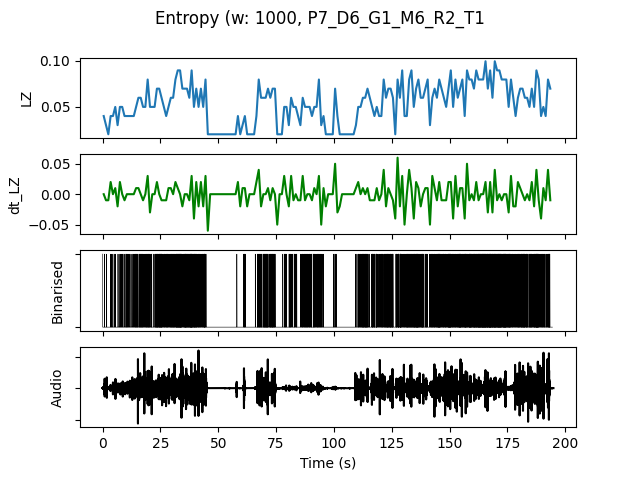 Entropy (w: 1000, P7_D6_G1_M6_R2_T1
0.10
0.05
LZ
0.05
0.00
−0.05
dt_LZ
Binarised
Audio
0 25 50 75 100 125 150 175 200
Time (s)